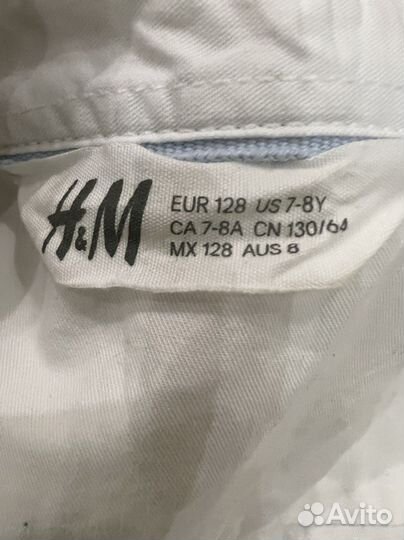 H&M
EUR 128 US 7-8Y
CA 7-8A CN 130/64
MX 128 AUS 8
Avito